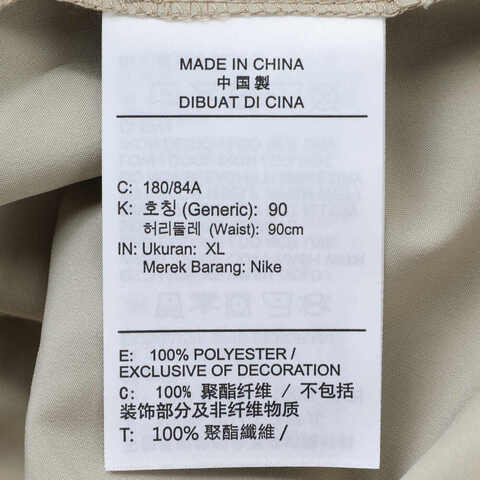 MADE IN CHINA
中国製
DIBUAT DI CINA
C: 180/84A
K: 호칭 (Generic): 90
허리둘레 (Waist): 90cm
IN: Ukuran: XL
Merek Barang: Nike
E: 100% POLYESTER /
EXCLUSIVE OF DECORATION
C: 100% 聚酯纤维 / 不包括
装饰部分及非纤维物质
T: 100% 聚酯纖維 /